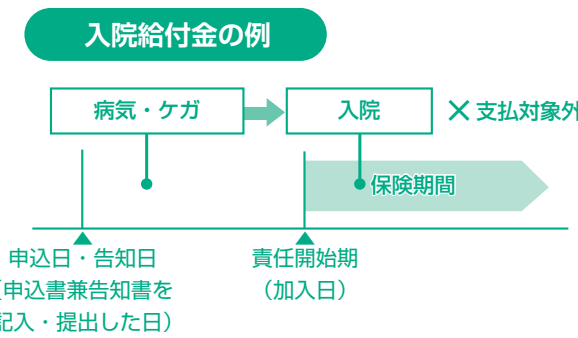 入院給付金の例
病気・ケガ
入院
✕支払対象外
保険期間
申込日・告知日
（申込書兼告知書を
記入・提出した日）
責任開始期
（加入日）